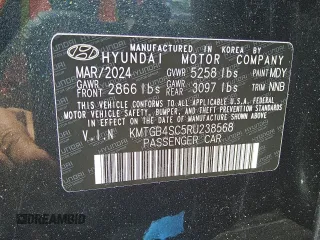 MANUFACTURED IN KOREA BY
HYUNDAI MOTOR COMPANY
MAR/2024 GVWR 5258 lbs PAINT MDY
GAWR FRONT 2866 lbs GAWR REAR 3097 lbs TRIM NNB
THIS VEHICLE CONFORMS TO ALL APPLICABLE
U.S. FEDERAL MOTOR VEHICLE SAFETY, BUMPER,
AND THEFT PREVENTION STANDARDS IN EFFECT
ON THE DATE OF MANUFACTURE SHOWN ABOVE.
V.I.N KMTGB4SC5RU238568
PASSENGER CAR
© IAMBIDDER